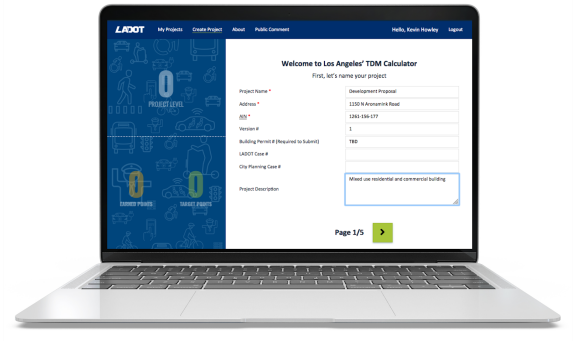 LADOT My Projects Create Project About Public Comment Hello, Kevin Howley Logout
Welcome to Los Angeles' TDM Calculator
First, let's name your project
0
PROJECT LEVEL
0 0
EARNED POINTS TARGET POINTS
Project Name * Development Proposal
Address * 1150 N Aronamink Road
AIN * 1261-156-177
Version # 1
Building Permit # (Required to Submit) TBD
LADOT Case #
City Planning Case #
Project Description Mixed use residential and commercial building
Page 1/5 >